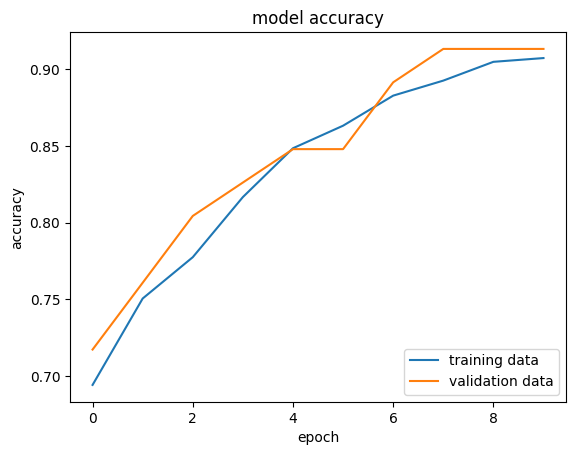 model accuracy
accuracy
0.90
0.85
0.80
0.75
0.70
training data
validation data
0 2 4 6 8
epoch